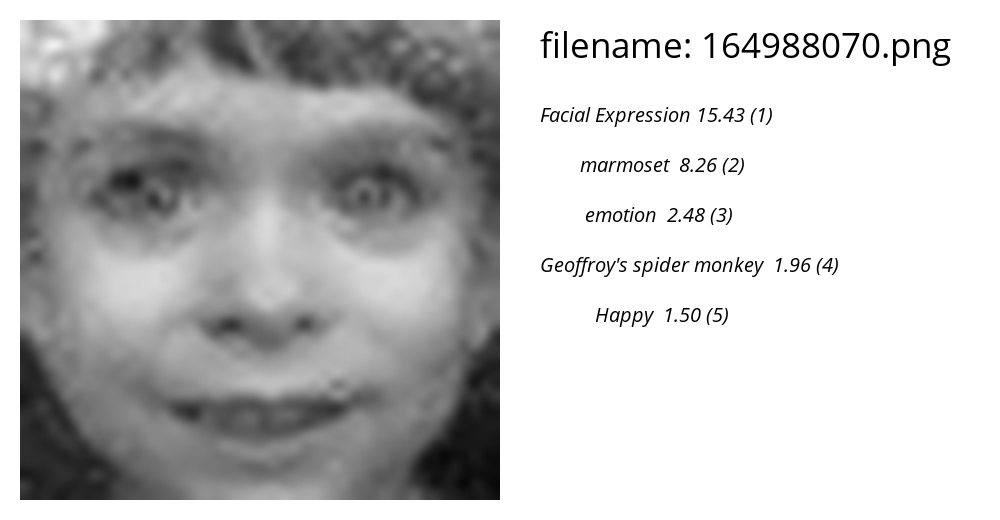 filename: 164988070.png
Facial Expression 15.43 (1)
marmoset 8.26 (2)
emotion 2.48 (3)
Geoffroy's spider monkey 1.96 (4)
Happy 1.50 (5)